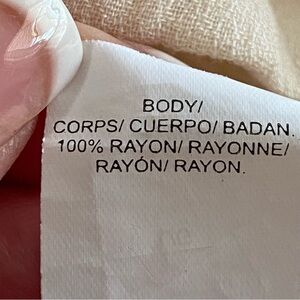 BODY/
CORPS/ CUERPO/ BADAN.
100% RAYON/ RAYONNE/
RAYÓN/ RAYON.